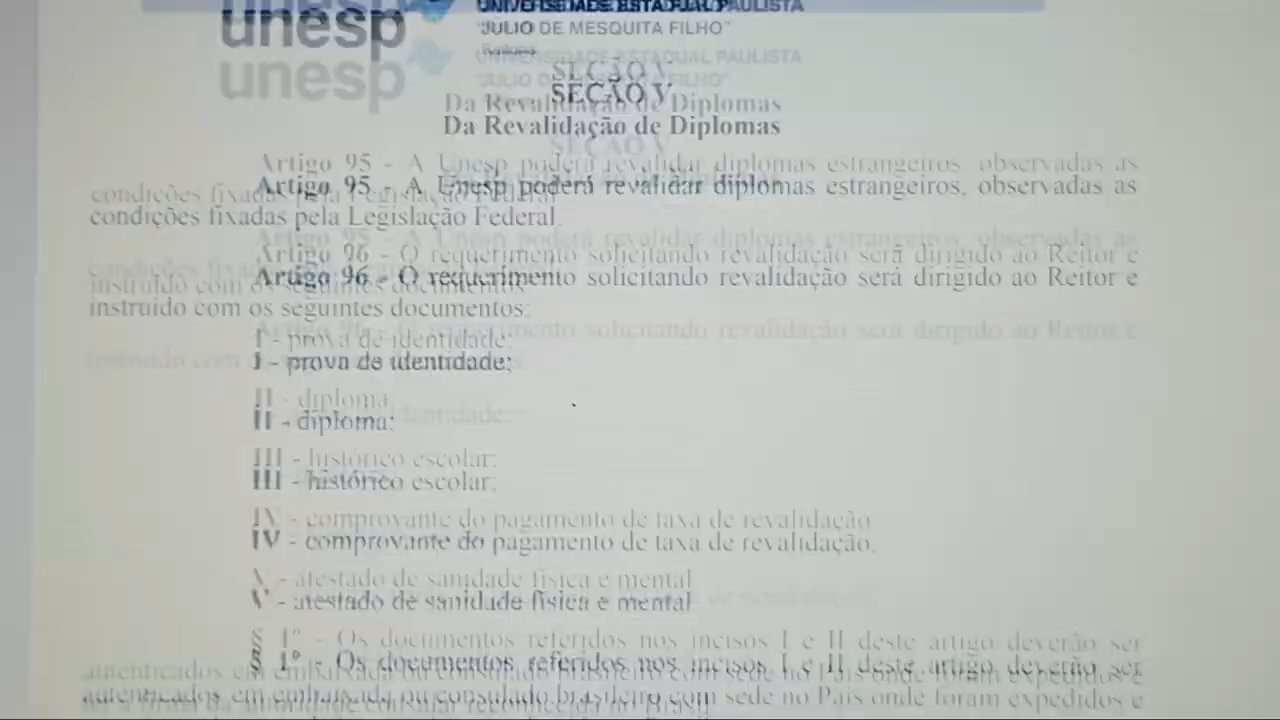 unesp
UNIVERSIDADE ESTADUAL PAULISTA
"JULIO DE MESQUITA FILHO"
SEÇÃO V
Da Revalidação de Diplomas
Artigo 95 - A Unesp poderá revalidar diplomas estrangeiros, observadas as
condições fixadas pela Legislação Federal.
Artigo 96 - O requerimento solicitando revalidação será dirigido ao Reitor e
instruído com os seguintes documentos:
I - prova de identidade;
II - diploma;
III - histórico escolar;
IV - comprovante do pagamento de taxa de revalidação.
V - atestado de sanidade física e mental
§ 1º - Os documentos referidos nos incisos I e II deste artigo deverão ser
autenticados em embaixada ou consulado brasileiro com sede no País onde foram expedidos e